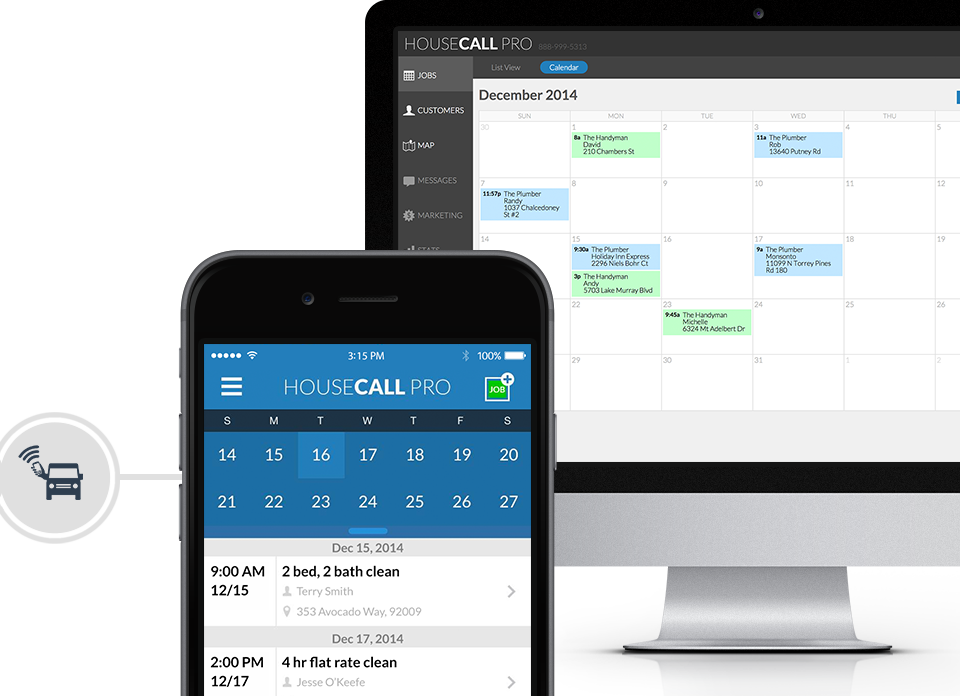 HOUSECALL PRO 888-999-5313
JOBS
CUSTOMERS
MAP
MESSAGES
MARKETING
STATS
List View
Calendar
December 2014
SUN MON TUE WED THU
30 1 2 3 4 5
8a The Handyman
David
210 Chambers St
11a The Plumber
Rob
13640 Putney Rd
7 8 9 10 11 12
11:57p The Plumber
Randy
1037 Chalcedoney
St #2
14 15 16 17 18 19
9:30a The Plumber
Holiday Inn Express
2296 Niels Bohr Ct
3p The Handyman
Andy
5703 Lake Murray Blvd
9a The Plumber
Monsonto
11099 N Torrey Pines
Rd 180
22 23 24 25 26
9:45a The Handyman
Michelle
6324 Mt Adelbert Dr
29 30 31 1 2
3:15 PM
100%
HOUSECALL PRO
JOB
S M T W T F S
14 15 16 17 18 19 20
21 22 23 24 25 26 27
Dec 15, 2014
9:00 AM
12/15
2 bed, 2 bath clean
Terry Smith
353 Avocado Way, 92009
Dec 17, 2014
2:00 PM
12/17
4 hr flat rate clean
Jesse O'Keefe